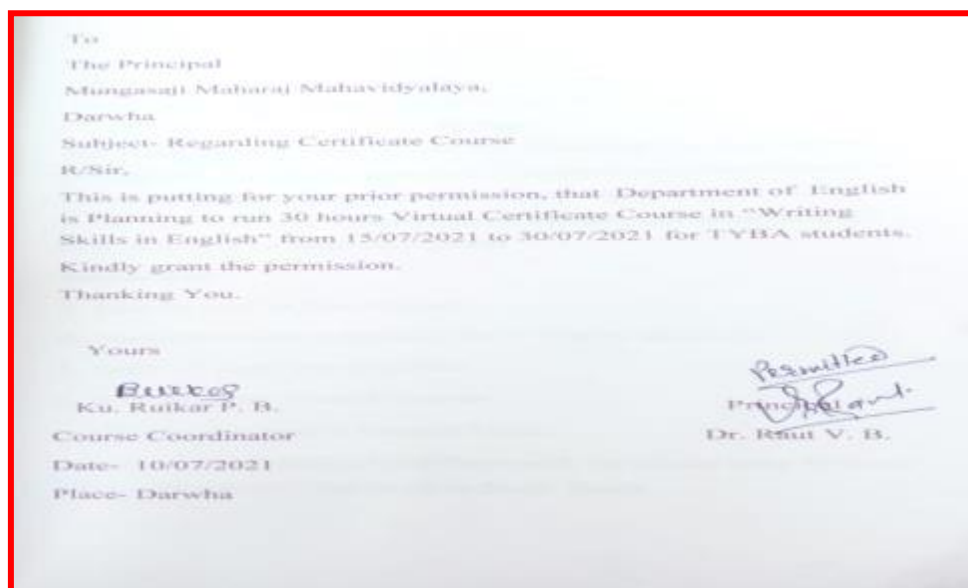 To
The Principal
Mungasaji Maharaj Mahavidyalaya,
Darwha
Subject- Regarding Certificate Course
R/Sir,
This is putting for your prior permission, that Department of English
is Planning to run 30 hours Virtual Certificate Course in “Writing
Skills in English” from 15/07/2021 to 30/07/2021 for TYBA students.
Kindly grant the permission.
Thanking You.
Yours
Permitted
Ku. Ruikar P. B.
Principal
Course Coordinator
Dr. Raut V. B.
Date- 10/07/2021
Place- Darwha